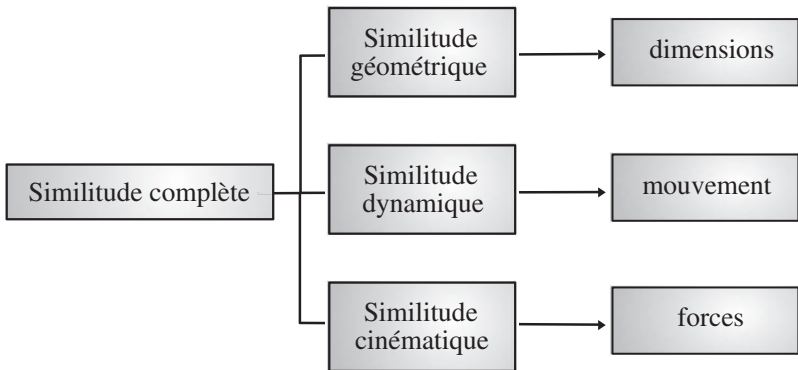 Similitude
géométrique
dimensions
Similitude complète
Similitude
dynamique
mouvement
Similitude
cinématique
forces